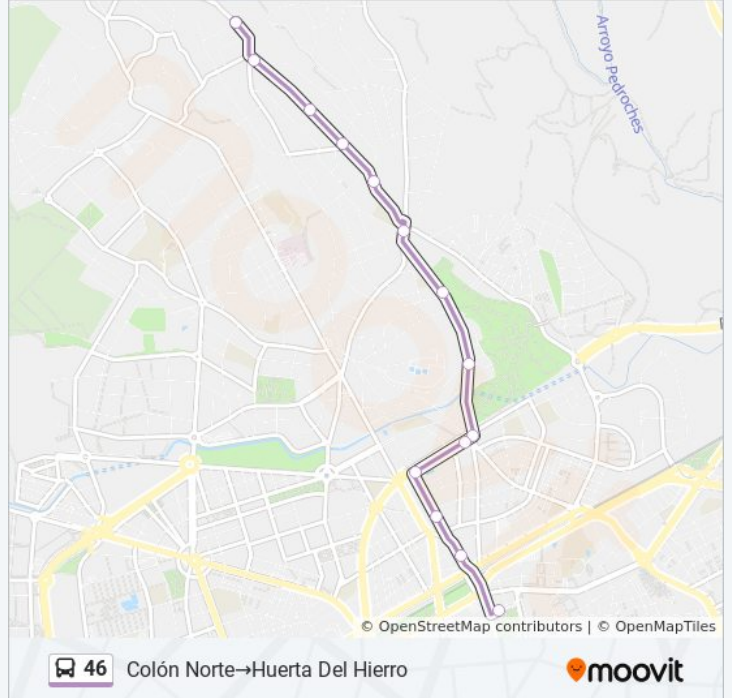 Arroyo Pedroches
© OpenStreetMap contributors | © OpenMapTiles
46 Colón Norte→Huerta Del Hierro
moovit